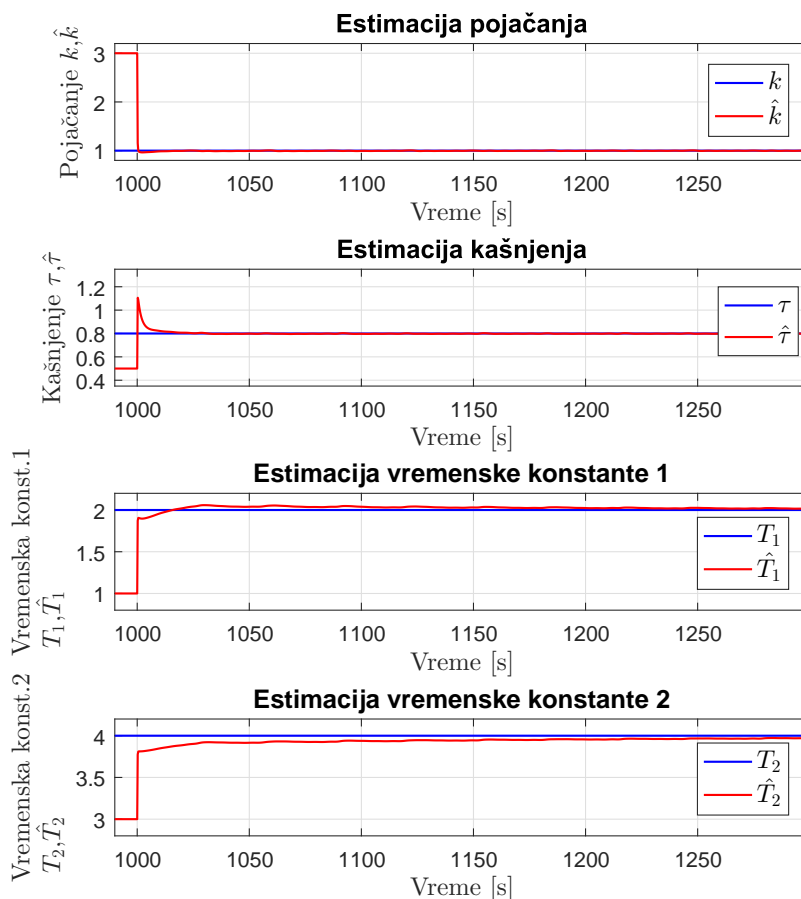 Estimacija pojačanja
Pojačanje k,k̂
3
2
1
k
k̂
1000 1050 1100 1150 1200 1250
Vreme [s]
Estimacija kašnjenja
Kašnjenje τ,τ̂
1.2
1
0.8
0.6
0.4
τ
τ̂
1000 1050 1100 1150 1200 1250
Vreme [s]
Estimacija vremenske konstante 1
Vremenska konst.1
T₁,T̂₁
2
1.5
1
T₁
T̂₁
1000 1050 1100 1150 1200 1250
Vreme [s]
Estimacija vremenske konstante 2
Vremenska konst.2
T₂,T̂₂
4
3.5
3
T₂
T̂₂
1000 1050 1100 1150 1200 1250
Vreme [s]